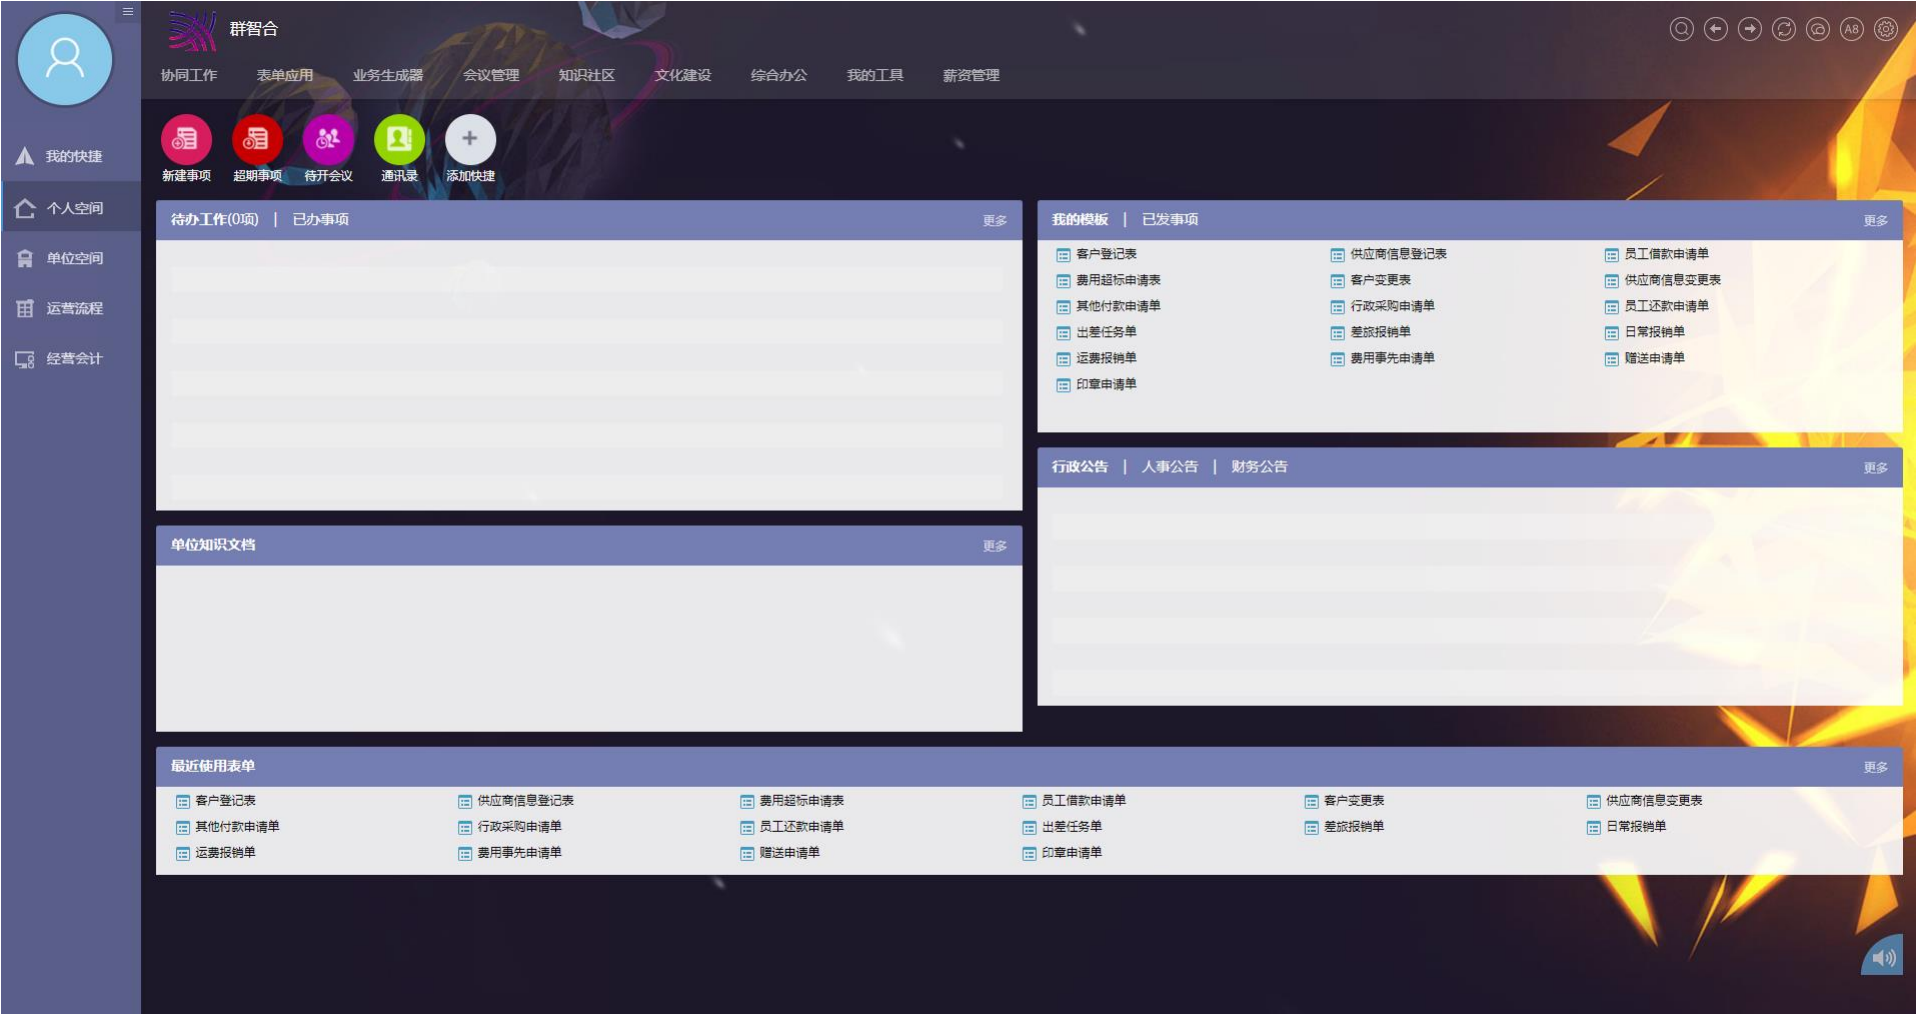 群智合
A8
协同工作 表单应用 业务生成器 会议管理 知识社区 文化建设 综合办公 我的工具 薪资管理
我的快捷
个人空间
单位空间
运营流程
经营会计
新建事项 超期事项 待开会议 通讯录 添加快捷
待办工作(0项) | 已办事项 更多
我的模板 | 已发事项 更多
客户登记表 供应商信息登记表 员工借款申请单
费用超标申请表 客户变更表 供应商信息变更表
其他付款申请单 行政采购申请单 员工还款申请单
出差任务单 差旅报销单 日常报销单
运费报销单 费用事先申请单 赠送申请单
印章申请单
行政公告 | 人事公告 | 财务公告 更多
单位知识文档 更多
最近使用表单 更多
客户登记表 供应商信息登记表 费用超标申请表 员工借款申请单 客户变更表 供应商信息变更表
其他付款申请单 行政采购申请单 员工还款申请单 出差任务单 差旅报销单 日常报销单
运费报销单 费用事先申请单 赠送申请单 印章申请单